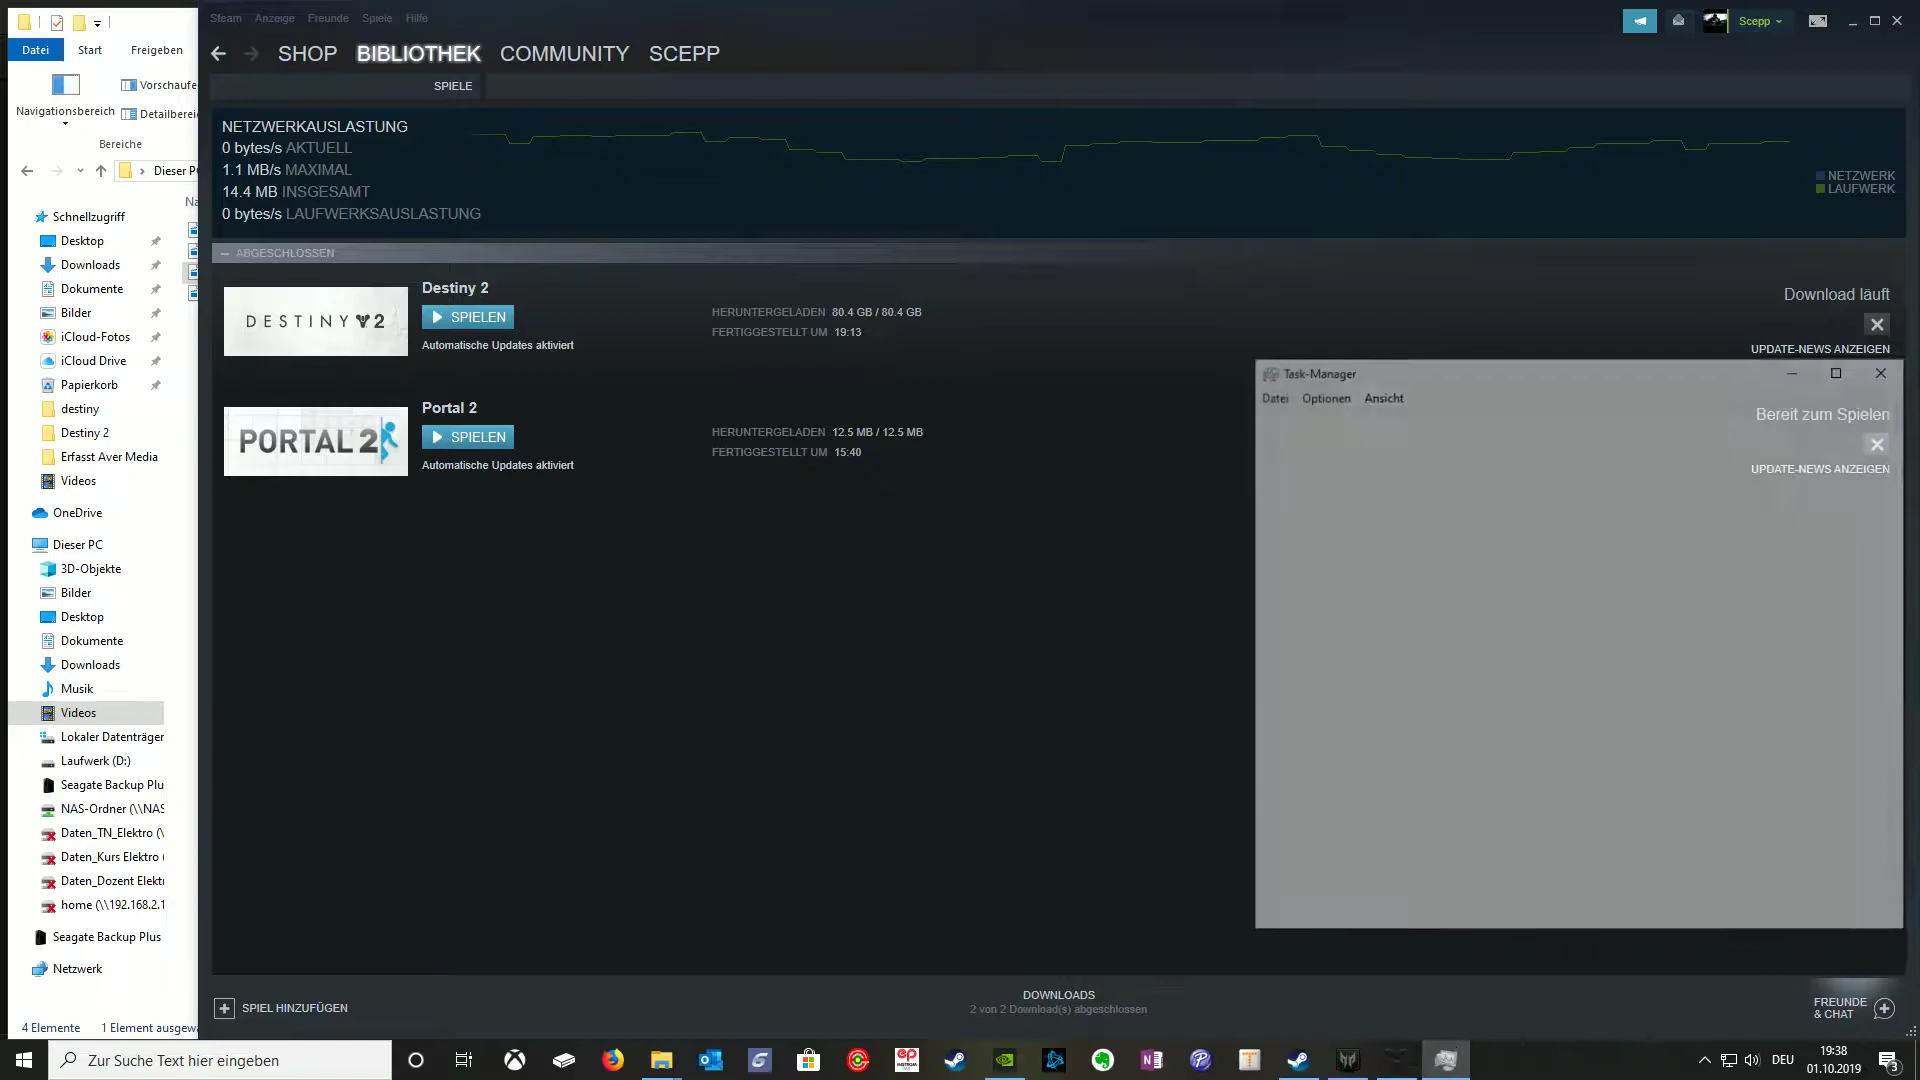 Datei
Start
Freigeben
Navigationsbereich
Vorschaufe
Detailberei
Bereiche
Dieser P
Na
Schnellzugriff
Desktop
Downloads
Dokumente
Bilder
iCloud-Fotos
iCloud Drive
Papierkorb
destiny
Destiny 2
Erfasst Aver Media
Videos
OneDrive
Dieser PC
3D-Objekte
Bilder
Desktop
Dokumente
Downloads
Musik
Videos
Lokaler Datenträger
Laufwerk (D:)
Seagate Backup Plu
NAS-Ordner (\\NAS
Daten_TN_Elektro (\
Daten_Kurs Elektro (
Daten_Dozent Elekt
home (\\192.168.2.1
Seagate Backup Plus
Netzwerk
4 Elemente 1 Element ausgew
Steam Anzeige Freunde Spiele Hilfe
Scepp
SHOP BIBLIOTHEK COMMUNITY SCEPP
SPIELE
NETZWERKAUSLASTUNG
0 bytes/s AKTUELL
1.1 MB/s MAXIMAL
14.4 MB INSGESAMT
0 bytes/s LAUFWERKSAUSLASTUNG
NETZWERK
LAUFWERK
ABGESCHLOSSEN
DESTINY 2
Destiny 2
SPIELEN
Automatische Updates aktiviert
HERUNTERGELADEN 80.4 GB / 80.4 GB
FERTIGGESTELLT UM 19:13
Download läuft
UPDATE-NEWS ANZEIGEN
PORTAL 2
Portal 2
SPIELEN
Automatische Updates aktiviert
HERUNTERGELADEN 12.5 MB / 12.5 MB
FERTIGGESTELLT UM 15:40
Task-Manager
Datei Optionen Ansicht
Bereit zum Spielen
UPDATE-NEWS ANZEIGEN
SPIEL HINZUFÜGEN
DOWNLOADS
2 von 2 Download(s) abgeschlossen
FREUNDE
& CHAT
Zur Suche Text hier eingeben
DEU
19:38
01.10.2019
3